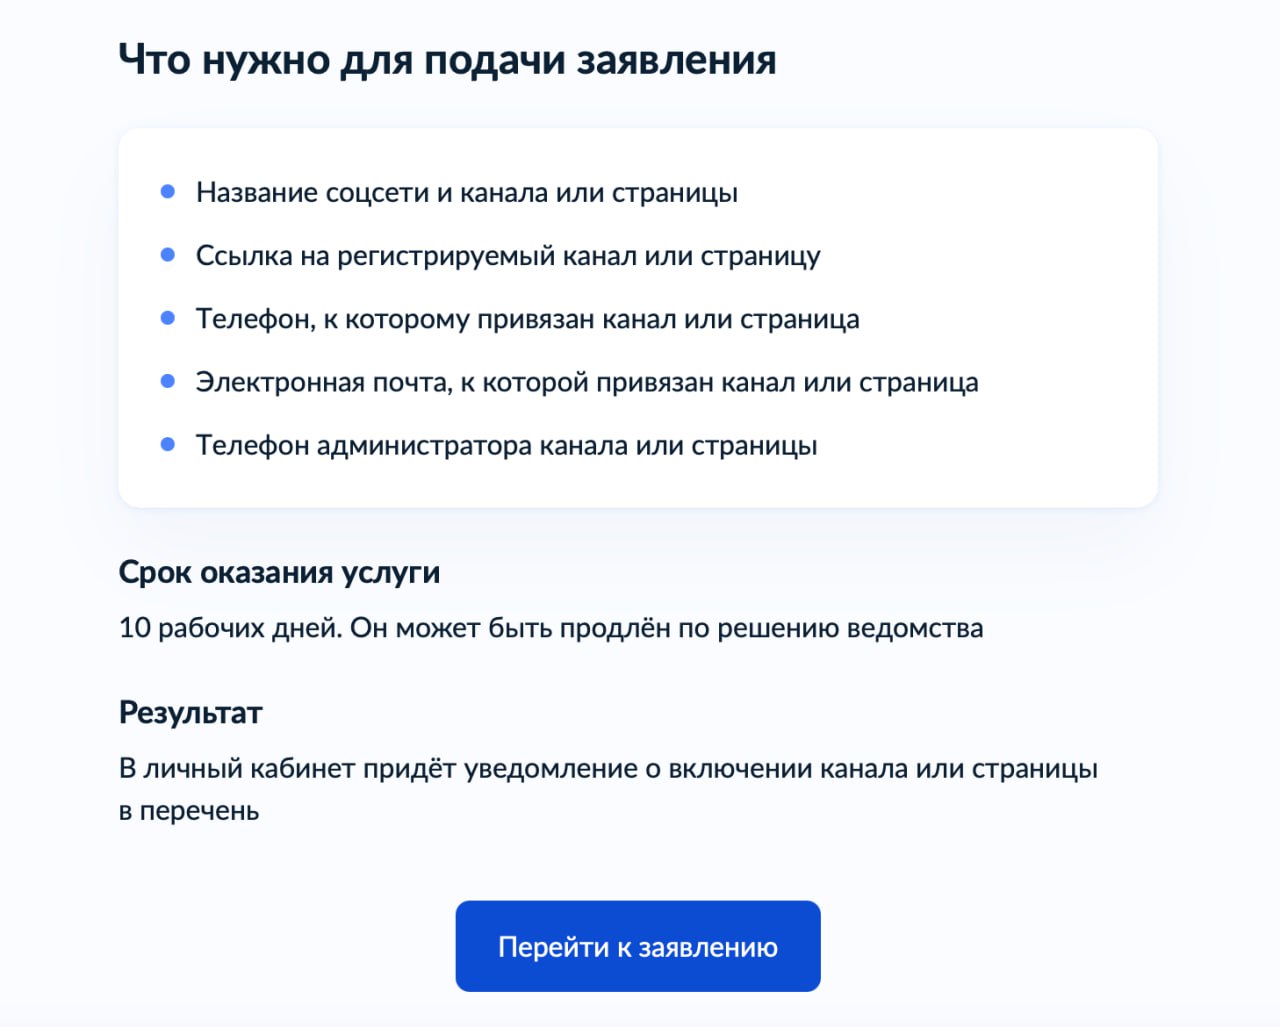 Что нужно для подачи заявления
Название соцсети и канала или страницы
Ссылка на регистрируемый канал или страницу
Телефон, к которому привязан канал или страница
Электронная почта, к которой привязан канал или страница
Телефон администратора канала или страницы
Срок оказания услуги
10 рабочих дней. Он может быть продлён по решению ведомства
Результат
В личный кабинет придёт уведомление о включении канала или страницы
в перечень
Перейти к заявлению